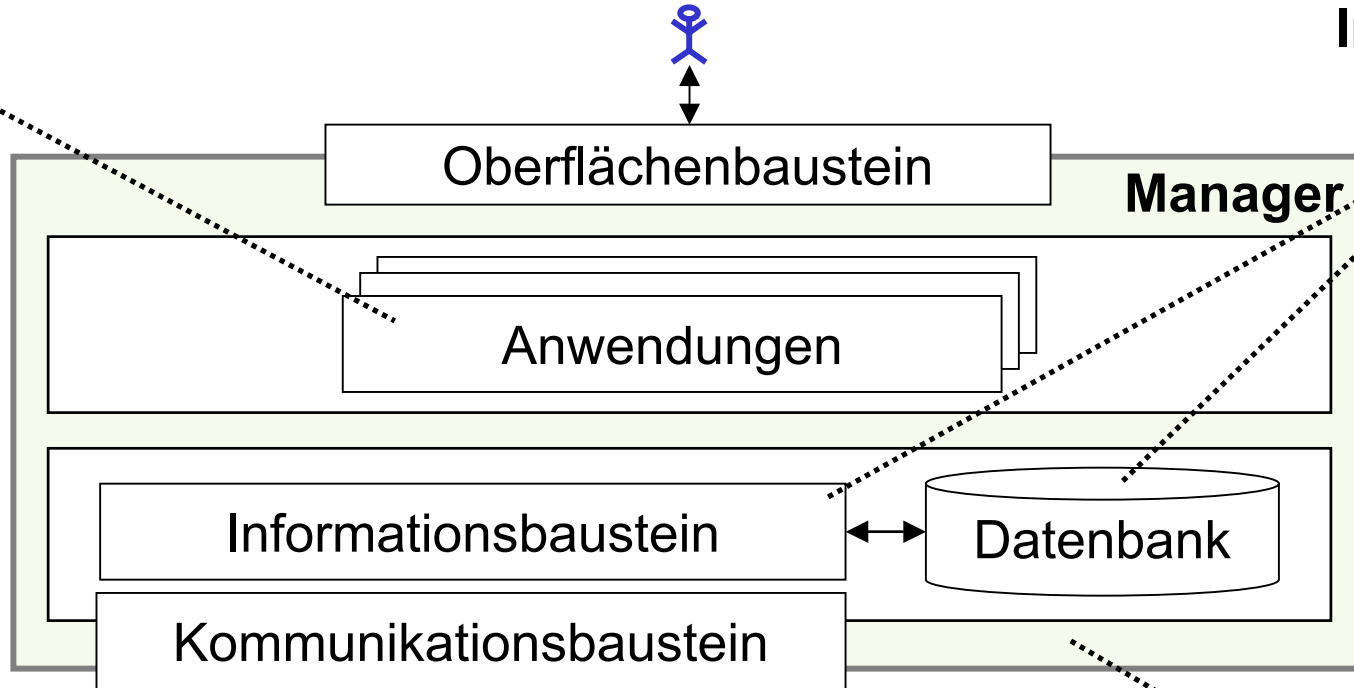 Oberflächenbaustein
Manager
Anwendungen
Informationsbaustein
Datenbank
Kommunikationsbaustein